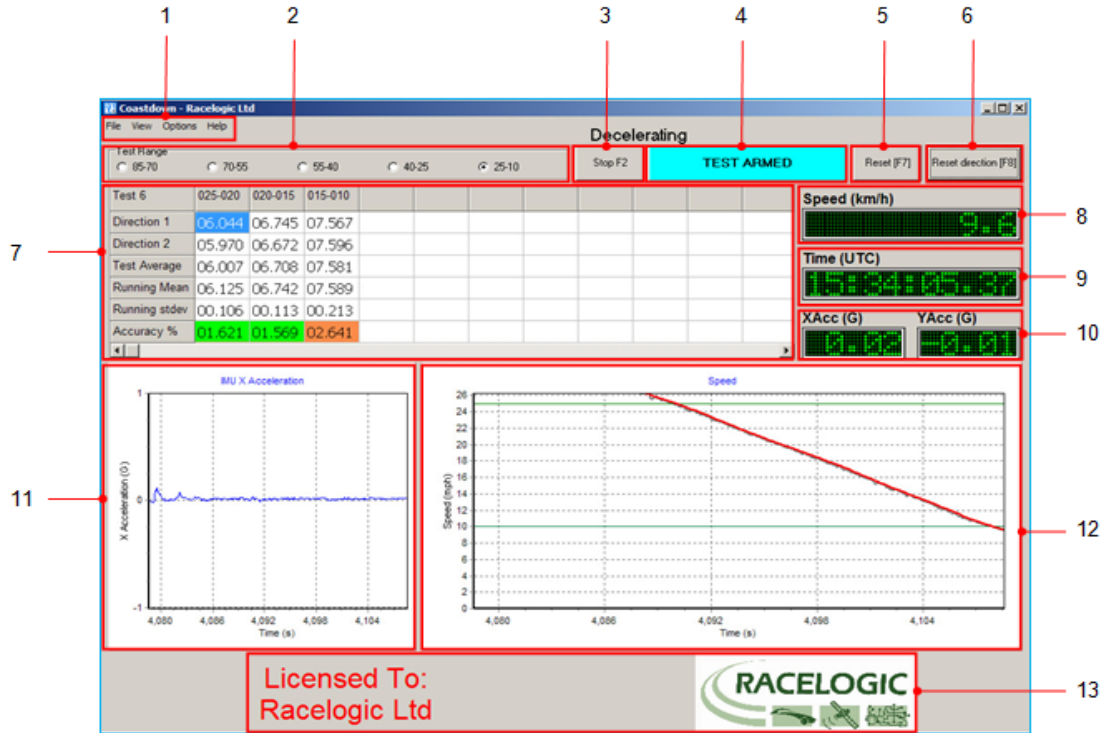 1 2 3 4 5 6
Coastdown - Racelogic Ltd
File View Options Help
Decelerating
Test Range
85-70 70-55 55-40 40-25 25-10
Stop F2
TEST ARMED
Reset [F7]
Reset direction [F8]
7
Test 6 025-020 020-015 015-010
Direction 1 06.044 06.745 07.567
Direction 2 05.970 06.672 07.596
Test Average 06.007 06.708 07.581
Running Mean 06.125 06.742 07.589
Running stdev 00.106 00.113 00.213
Accuracy % 01.621 01.569 02.641
Speed (km/h)
9.6
8
Time (UTC)
15:34:05.37
9
XAcc (G) YAcc (G)
0.02 -0.01
10
11
IMU X Acceleration
X Acceleration (G)
1
0
-1
4,080 4,086 4,092 4,098 4,104
Time (s)
Speed
Speed (mph)
26
24
22
20
18
16
14
12
10
8
6
4
2
0
4,080 4,086 4,092 4,098 4,104
Time (s)
12
Licensed To:
Racelogic Ltd
RACELOGIC
13